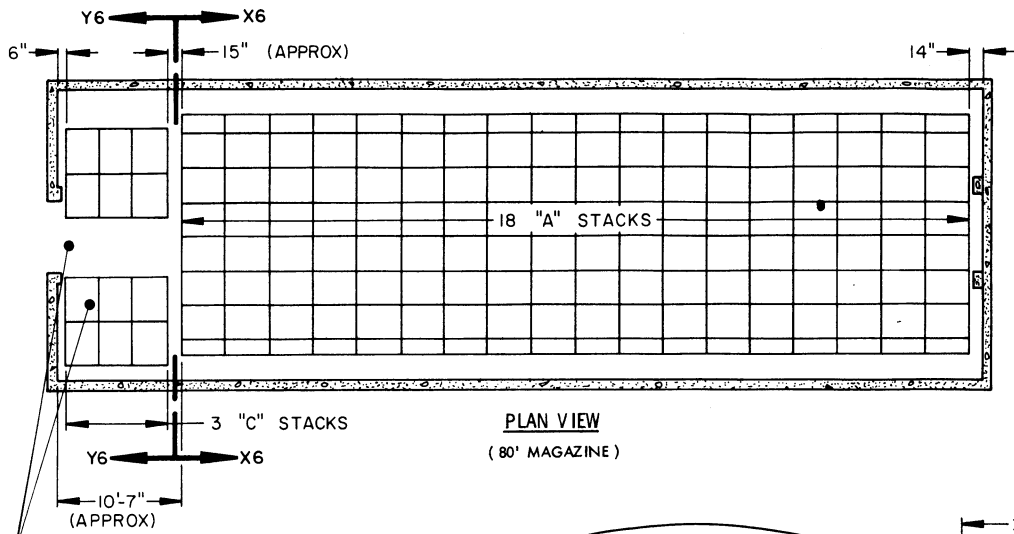 Y6 X6
6" 15" (APPROX) 14"
18 "A" STACKS
3 "C" STACKS
PLAN VIEW
(80' MAGAZINE)
Y6 X6
10'-7"
(APPROX)